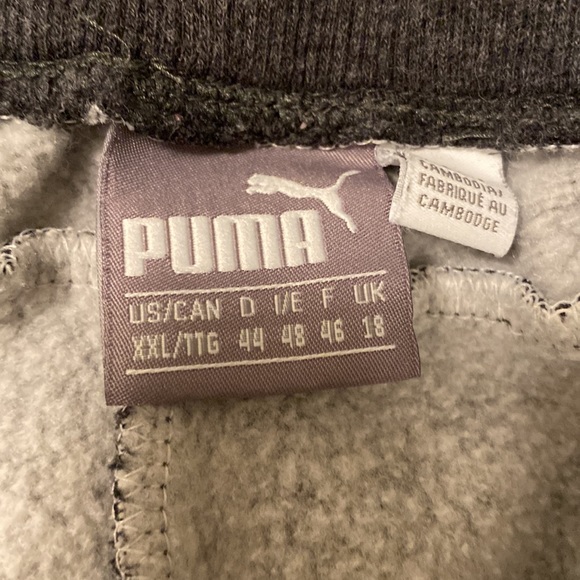 PUMA
US/CAN D I/E F UK
XXL/TTG 44 48 46 18
CAMBODIA/
FABRIQUÉ AU
CAMBODGE